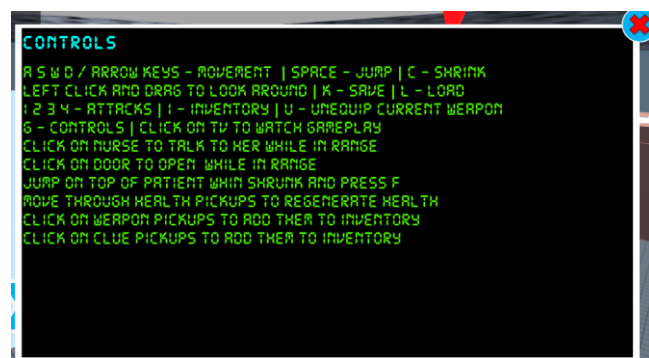 CONTROLS
A S W D / ARROW KEYS - MOVEMENT | SPACE - JUMP | C - SHRINK
LEFT CLICK AND DRAG TO LOOK AROUND | K - SAVE | L - LOAD
1 2 3 4 - ATTACKS | I - INVENTORY | U - UNEQUIP CURRENT WEAPON
G - CONTROLS | CLICK ON TV TO WATCH GAMEPLAY
CLICK ON NURSE TO TALK TO HER WHILE IN RANGE
CLICK ON DOOR TO OPEN WHILE IN RANGE
JUMP ON TOP OF PATIENT WHIN SHRUNK AND PRESS F
MOVE THROUGH HEALTH PICKUPS TO REGENERATE HEALTH
CLICK ON WEAPON PICKUPS TO ADD THEM TO INVENTORY
CLICK ON CLUE PICKUPS TO ADD THEM TO INVENTORY